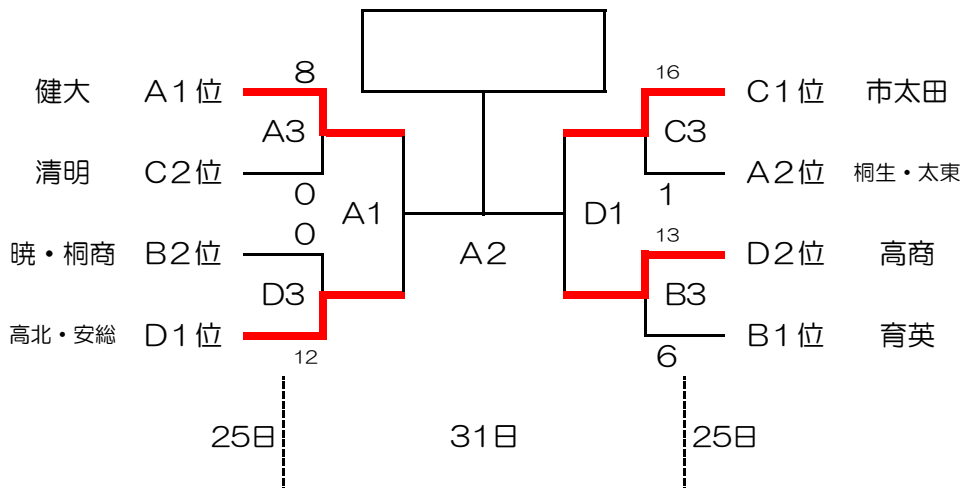 8
16
健大 A1位
C1位 市太田
A3
C3
清明 C2位
A2位 桐生・太東
0
1
A1
D1
0
13
暁・桐商 B2位
A2
D2位 高商
D3
B3
高北・安総 D1位
B1位 育英
12
6
25日
31日
25日